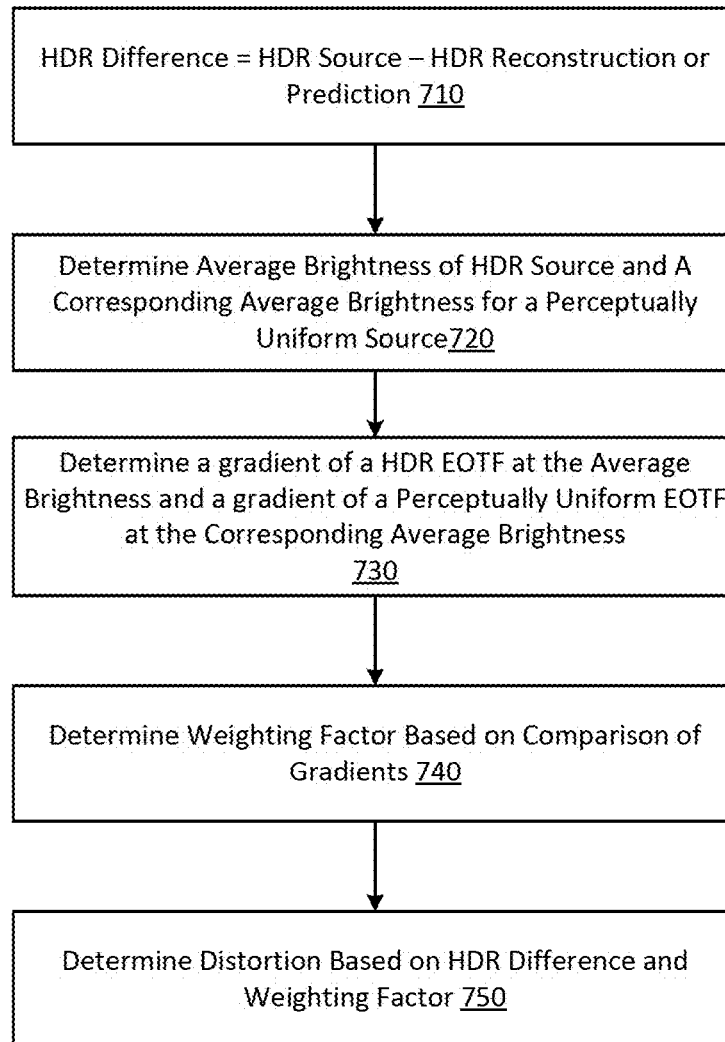 HDR Difference = HDR Source – HDR Reconstruction or
Prediction 710
Determine Average Brightness of HDR Source and A
Corresponding Average Brightness for a Perceptually
Uniform Source720
Determine a gradient of a HDR EOTF at the Average
Brightness and a gradient of a Perceptually Uniform EOTF
at the Corresponding Average Brightness
730
Determine Weighting Factor Based on Comparison of
Gradients 740
Determine Distortion Based on HDR Difference and
Weighting Factor 750